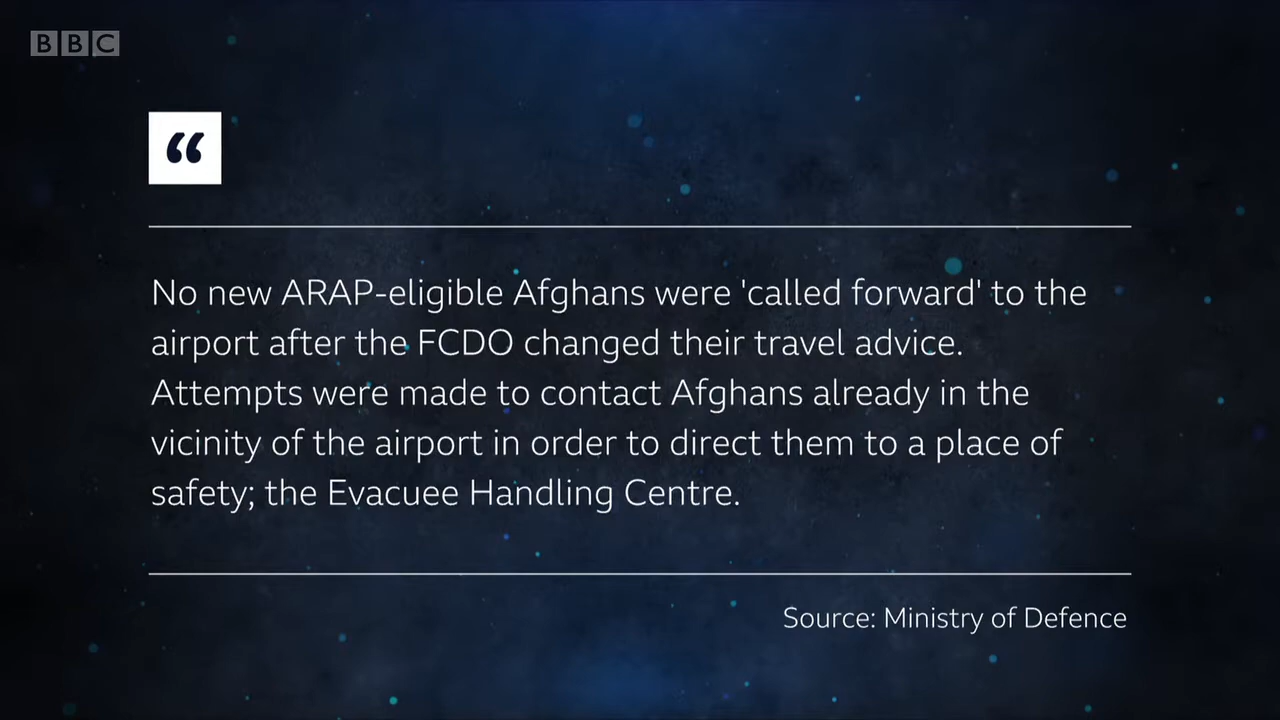 BBC
“
No new ARAP-eligible Afghans were 'called forward' to the
airport after the FCDO changed their travel advice.
Attempts were made to contact Afghans already in the
vicinity of the airport in order to direct them to a place of
safety; the Evacuee Handling Centre.
Source: Ministry of Defence